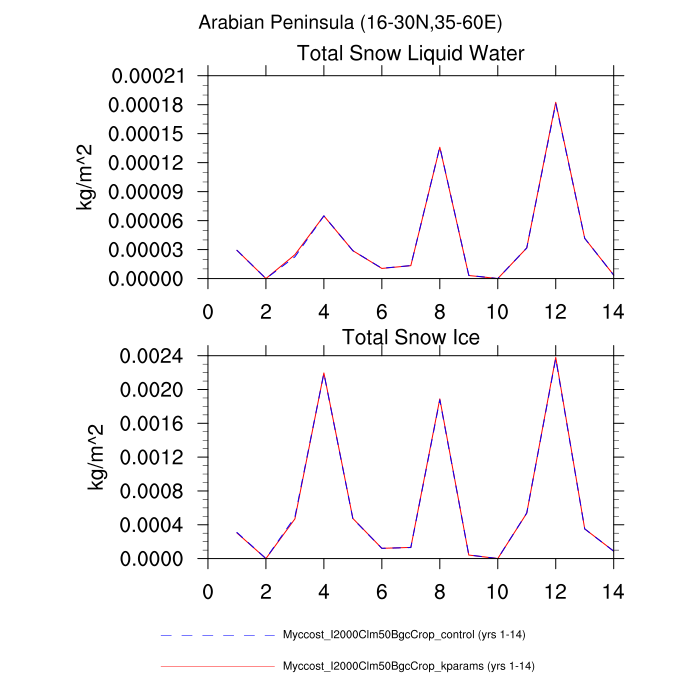 Arabian Peninsula (16-30N,35-60E)
Total Snow Liquid Water
0.00021
0.00018
0.00015
0.00012
0.00009
0.00006
0.00003
0.00000
kg/m^2
0 2 4 6 8 10 12 14
Total Snow Ice
0.0024
0.0020
0.0016
0.0012
0.0008
0.0004
0.0000
kg/m^2
0 2 4 6 8 10 12 14
Myccost_I2000Clm50BgcCrop_control (yrs 1-14)
Myccost_I2000Clm50BgcCrop_kparams (yrs 1-14)